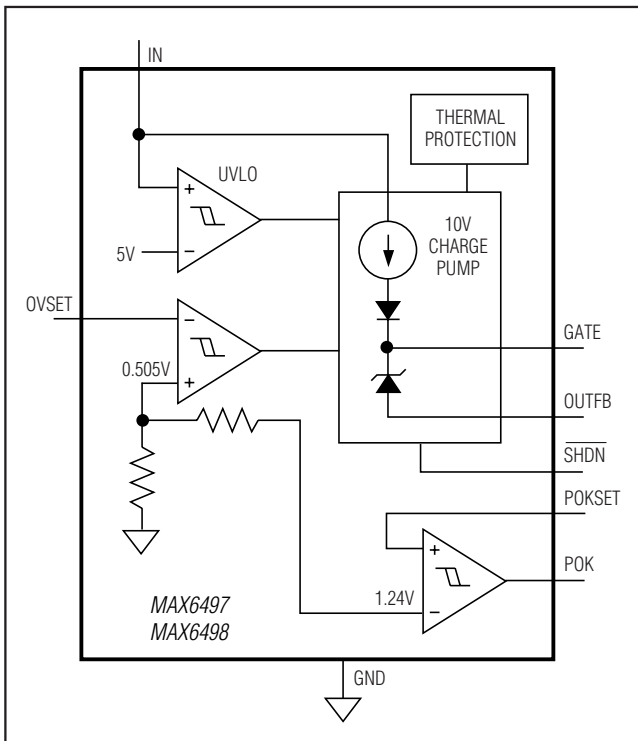 IN
THERMAL
PROTECTION
UVLO
+
5V
−
10V
CHARGE
PUMP
OVSET
−
GATE
0.505V
+
OUTFB
SHDN
POKSET
+
POK
1.24V
−
MAX6497
MAX6498
GND